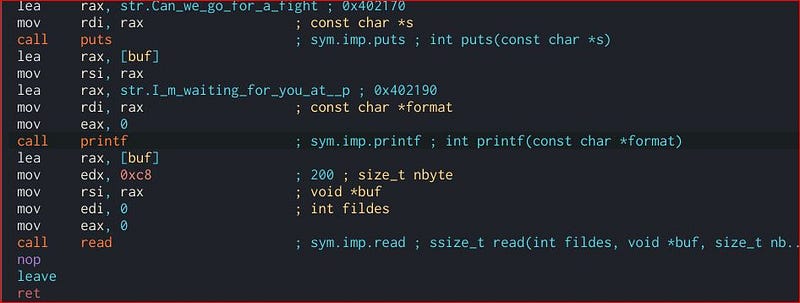 lea rax, str.Can_we_go_for_a_fight ; 0x402170
mov rdi, rax ; const char *s
call puts ; sym.imp.puts ; int puts(const char *s)
lea rax, [buf]
mov rsi, rax
lea rax, str.I_m_waiting_for_you_at__p ; 0x402190
mov rdi, rax ; const char *format
mov eax, 0
call printf ; sym.imp.printf ; int printf(const char *format)
lea rax, [buf]
mov edx, 0xc8 ; 200 ; size_t nbyte
mov rsi, rax ; void *buf
mov edi, 0 ; int fildes
mov eax, 0
call read ; sym.imp.read ; ssize_t read(int fildes, void *buf, size_t nb..
nop
leave
ret